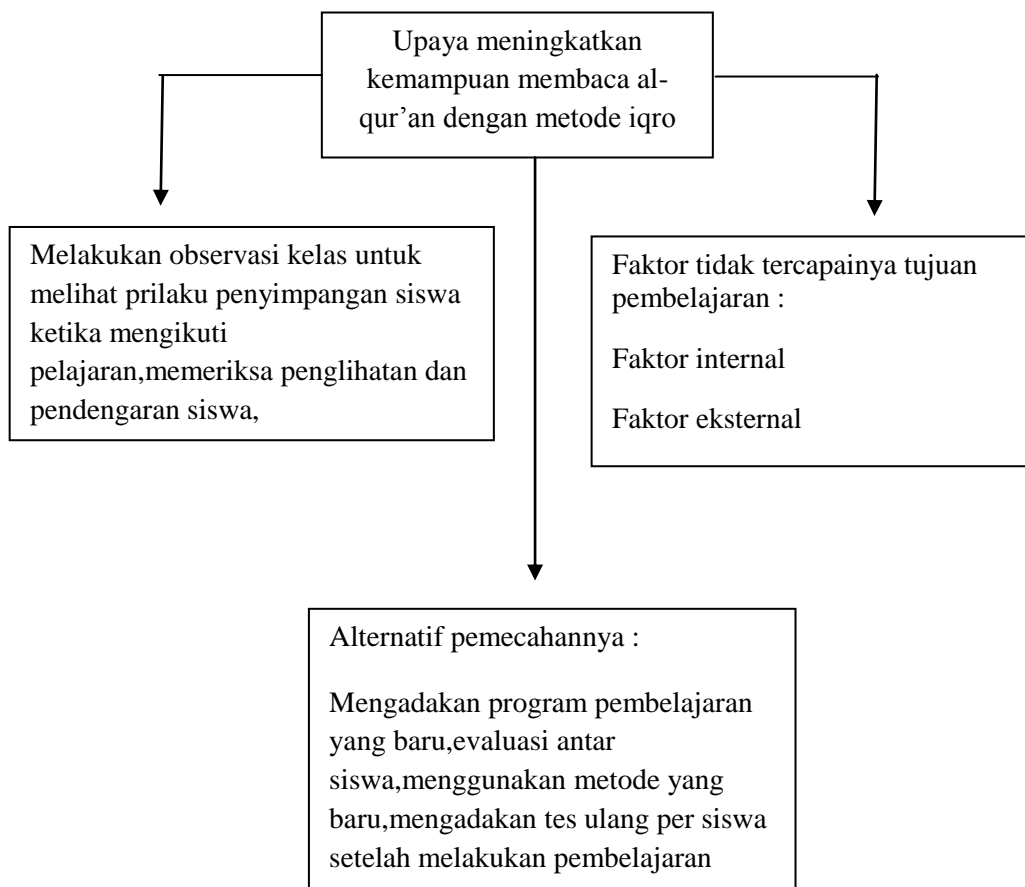 Upaya meningkatkan
kemampuan membaca al-
qur’an dengan metode iqro
Melakukan observasi kelas untuk
melihat prilaku penyimpangan siswa
ketika mengikuti
pelajaran,memeriksa penglihatan dan
pendengaran siswa,
Faktor tidak tercapainya tujuan
pembelajaran :
Faktor internal
Faktor eksternal
Alternatif pemecahannya :
Mengadakan program pembelajaran
yang baru,evaluasi antar
siswa,menggunakan metode yang
baru,mengadakan tes ulang per siswa
setelah melakukan pembelajaran